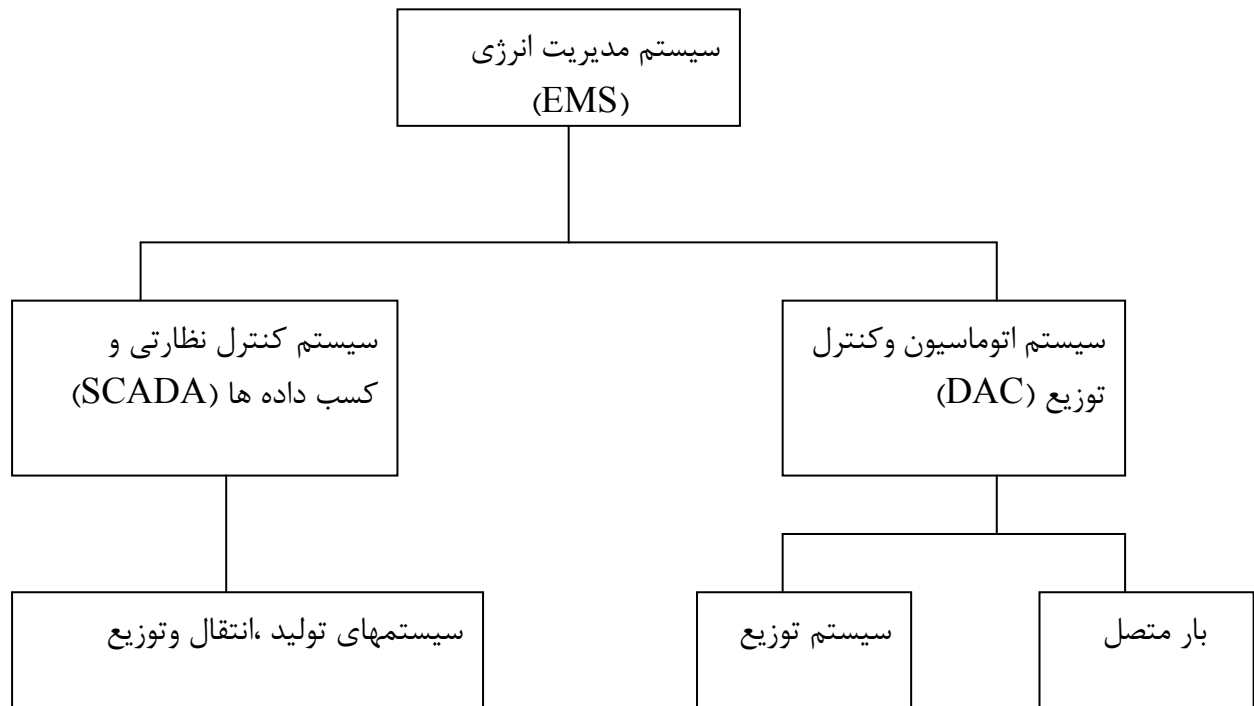 سیستم مدیریت انرژی
(EMS)
سیستم اتوماسیون وکنترل
توزیع (DAC)
سیستم کنترل نظارتی و
کسب داده ها (SCADA)
بار متصل
سیستم توزیع
سیستمهای تولید ،انتقال وتوزیع